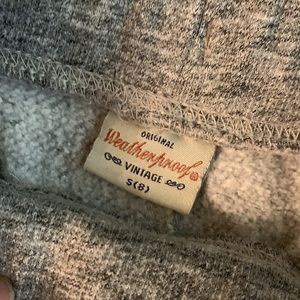 ORIGINAL
Weatherproof®
VINTAGE
S(8)